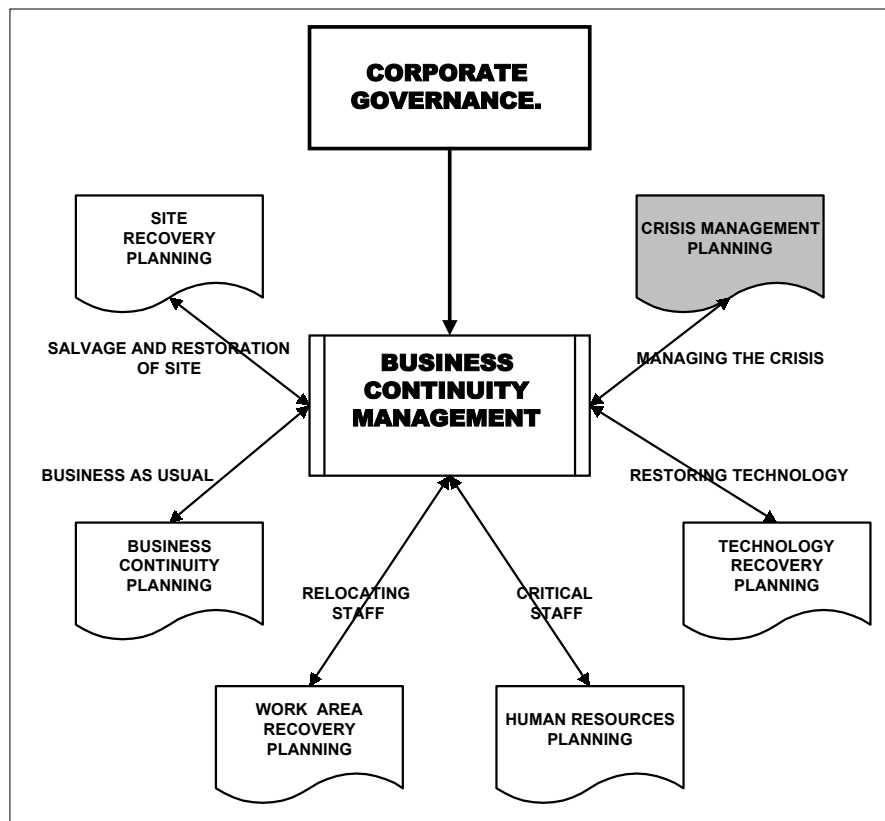 CORPORATE
GOVERNANCE.
SITE
RECOVERY
PLANNING
CRISIS MANAGEMENT
PLANNING
SALVAGE AND RESTORATION
OF SITE
BUSINESS
CONTINUITY
MANAGEMENT
MANAGING THE CRISIS
BUSINESS AS USUAL
RESTORING TECHNOLOGY
BUSINESS
CONTINUITY
PLANNING
TECHNOLOGY
RECOVERY
PLANNING
RELOCATING
STAFF
CRITICAL
STAFF
WORK  AREA
RECOVERY
PLANNING
HUMAN RESOURCES
PLANNING